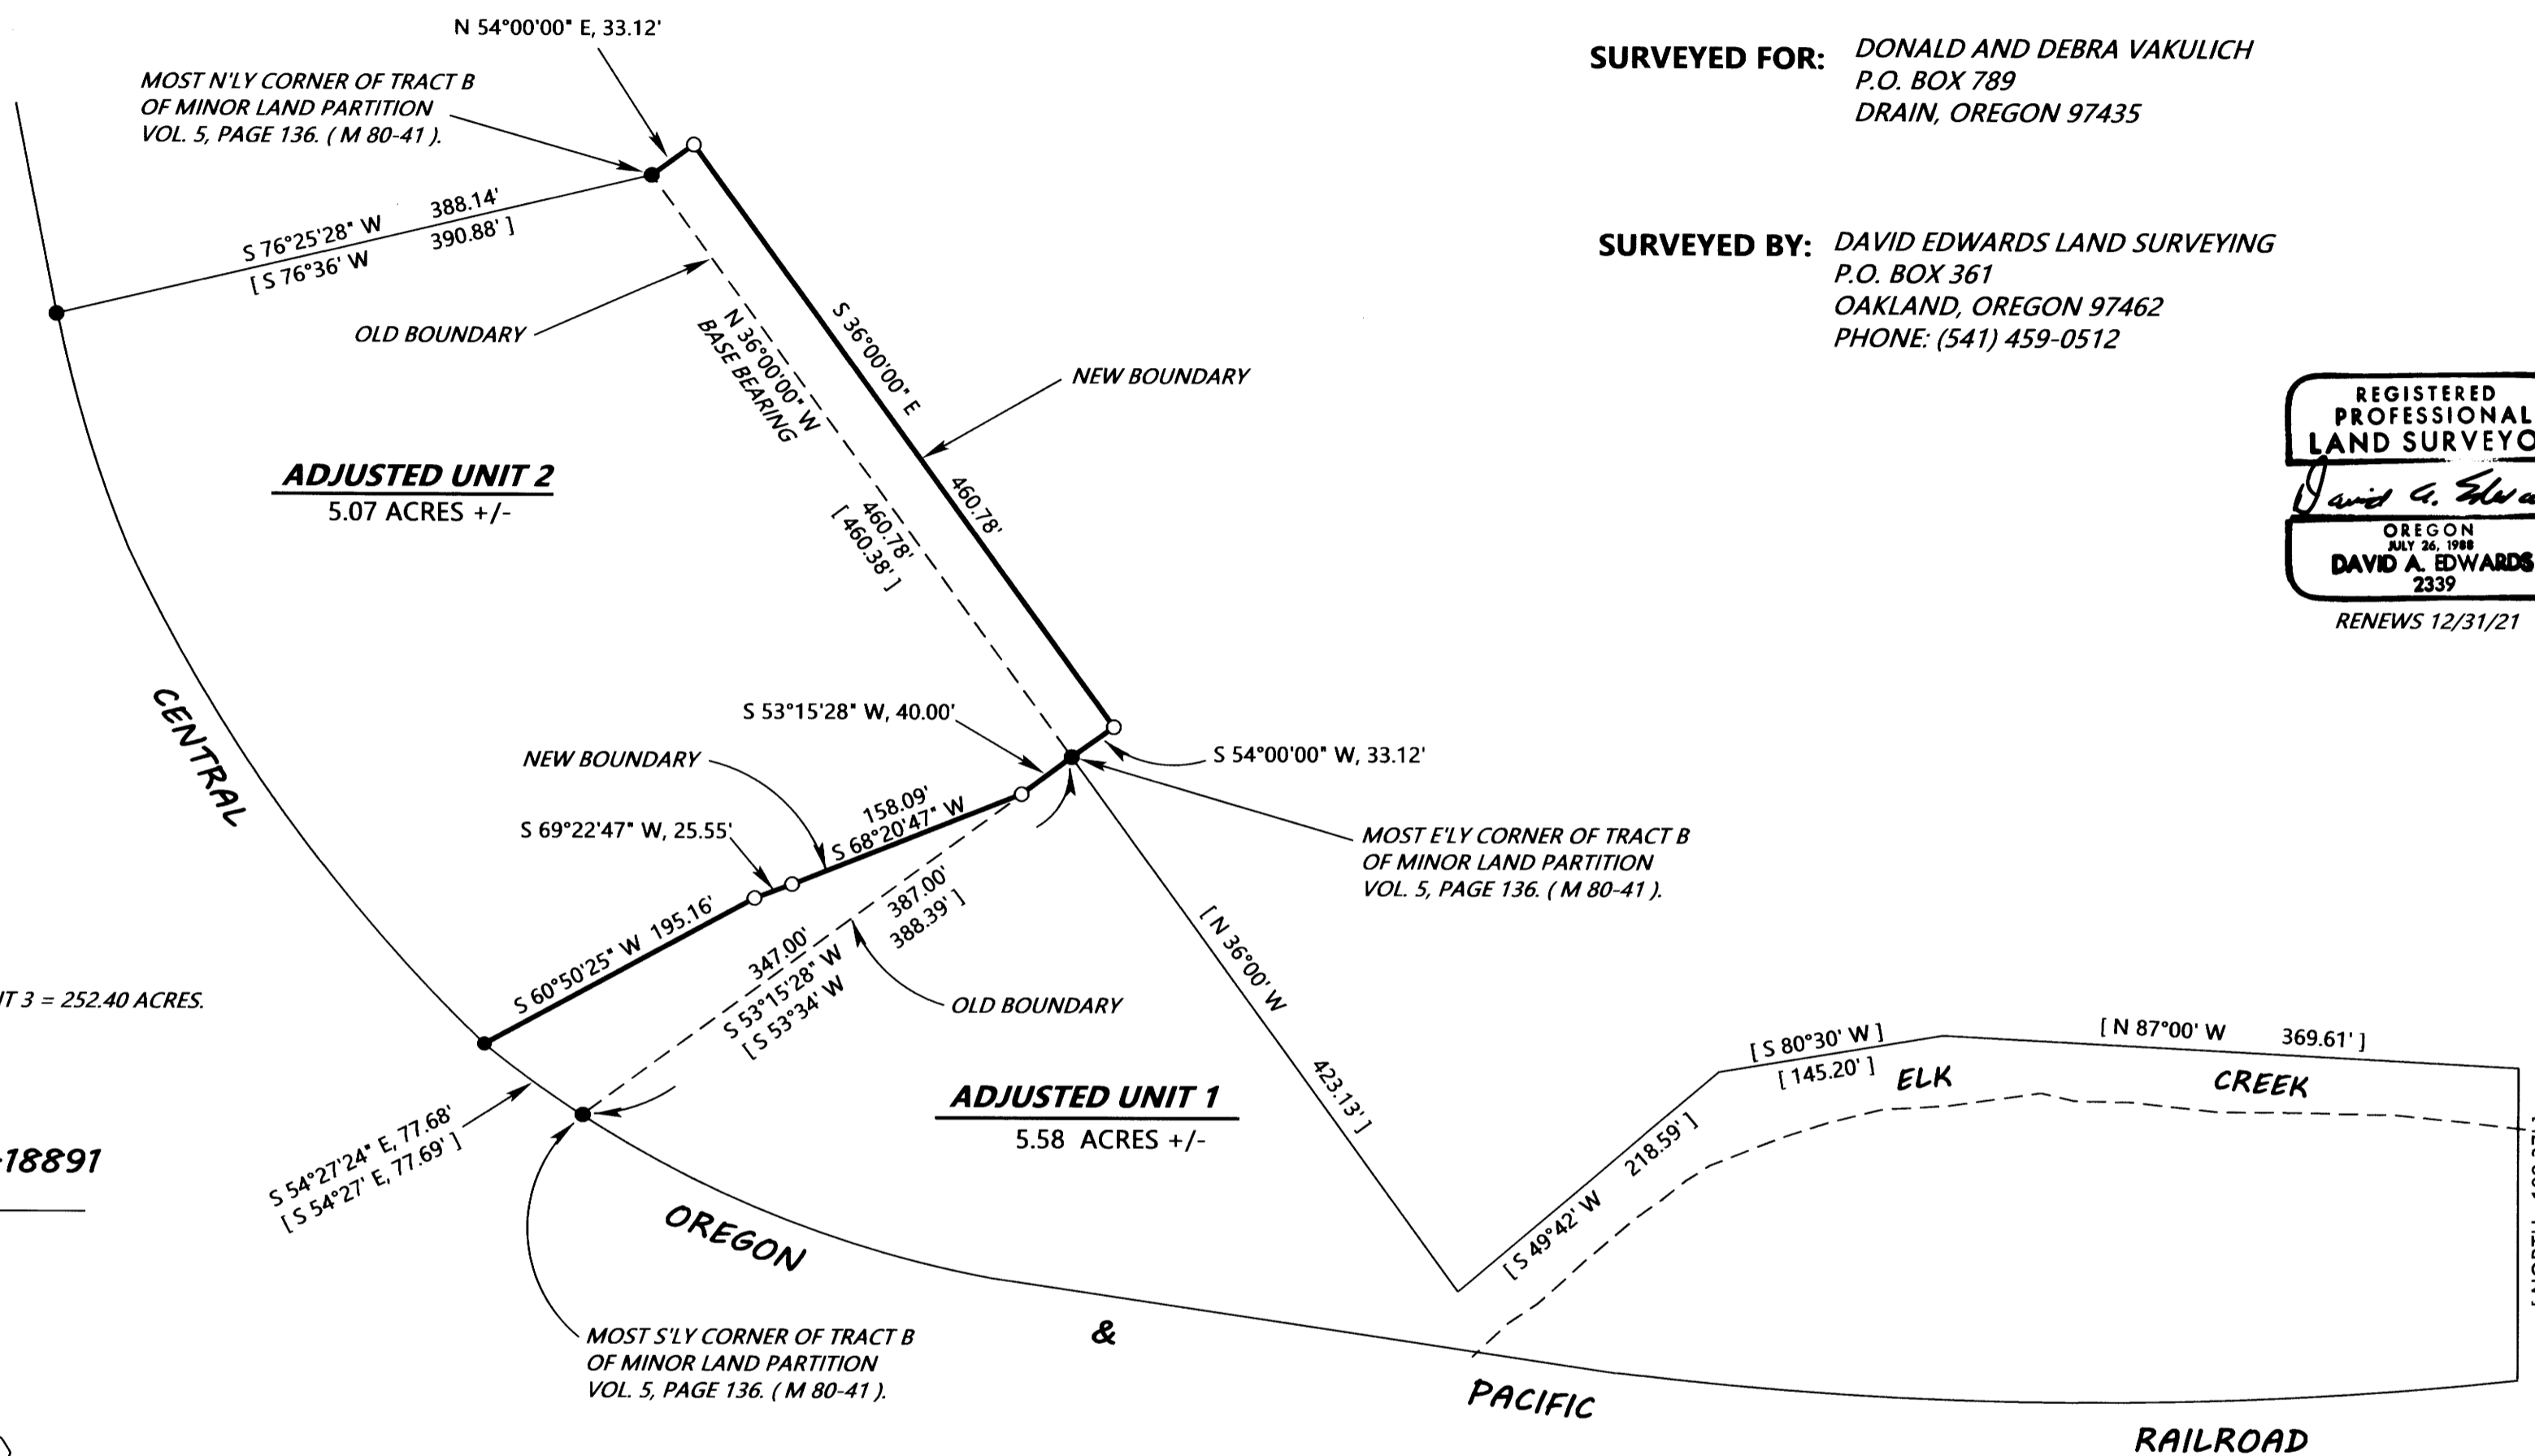 N 54°00'00" E, 33.12'
MOST N'LY CORNER OF TRACT B
OF MINOR LAND PARTITION
VOL. 5, PAGE 136. ( M 80-41 ).
SURVEYED FOR:
DONALD AND DEBRA VAKULICH
P.O. BOX 789
DRAIN, OREGON 97435
S 76°25'28" W 388.14'
[ S 76°36' W 390.88' ]
OLD BOUNDARY
SURVEYED BY:
DAVID EDWARDS LAND SURVEYING
P.O. BOX 361
OAKLAND, OREGON 97462
PHONE: (541) 459-0512
S 36°00'00" E 460.78'
N 36°00'00" W 460.78'
BASE BEARING [ 460.38' ]
NEW BOUNDARY
REGISTERED
PROFESSIONAL
LAND SURVEYO
David A. Edwa
OREGON
JULY 26, 1988
DAVID A. EDWARDS
2339
RENEWS 12/31/21
ADJUSTED UNIT 2
5.07 ACRES +/-
CENTRAL
S 53°15'28" W, 40.00'
NEW BOUNDARY
S 54°00'00" W, 33.12'
S 69°22'47" W, 25.55'
158.09'
S 68°20'47" W
MOST E'LY CORNER OF TRACT B
OF MINOR LAND PARTITION
VOL. 5, PAGE 136. ( M 80-41 ).
S 60°50'25" W 195.16'
347.00'
S 53°15'28" W 387.00'
[ S 53°34' W 388.39' ]
OLD BOUNDARY
IT 3 = 252.40 ACRES.
[ N 36°00' W 423.13' ]
[ S 80°30' W ]
[ 145.20' ]
[ N 87°00' W 369.61' ]
ELK CREEK
[ S 49°42' W 218.59' ]
ADJUSTED UNIT 1
5.58 ACRES +/-
-18891
S 54°27'24" E, 77.68'
[ S 54°27' E, 77.69' ]
OREGON
MOST S'LY CORNER OF TRACT B
OF MINOR LAND PARTITION
VOL. 5, PAGE 136. ( M 80-41 ).
&
PACIFIC
RAILROAD